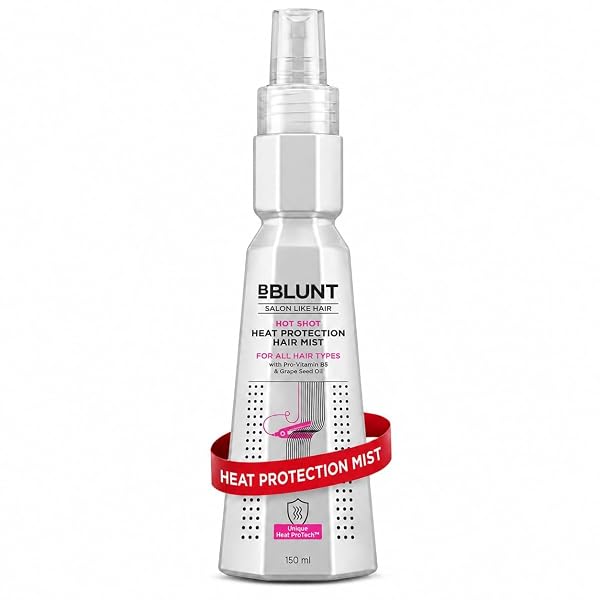 BBLUNT
SALON LIKE HAIR
HOT SHOT
HEAT PROTECTION
HAIR MIST
FOR ALL HAIR TYPES
with Pro-Vitamin B5
& Grape Seed Oil
HEAT PROTECTION MIST
Unique
Heat ProTech™
150 ml